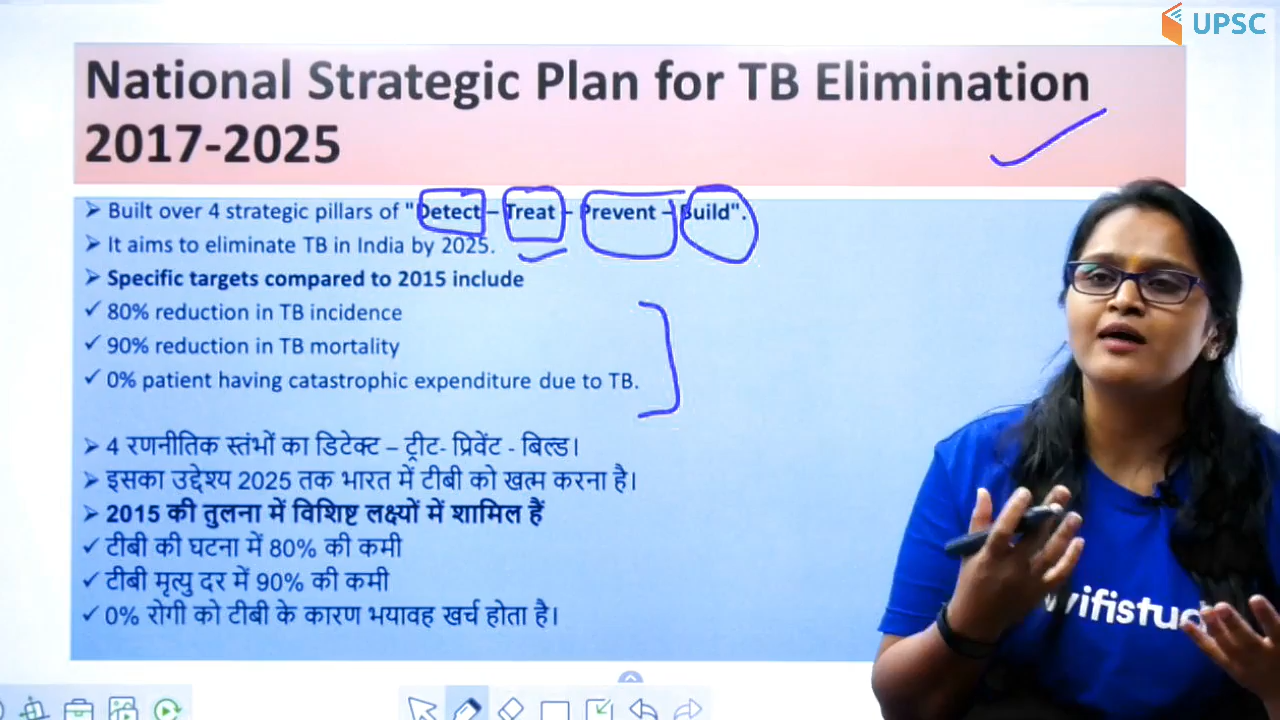 UPSC
National Strategic Plan for TB Elimination
2017-2025
➢ Built over 4 strategic pillars of "Detect – Treat - Prevent – Build".
➢ It aims to eliminate TB in India by 2025.
➢ Specific targets compared to 2015 include
✓ 80% reduction in TB incidence
✓ 90% reduction in TB mortality
✓ 0% patient having catastrophic expenditure due to TB.
➢ 4 रणनीतिक स्तंभों का डिटेक्ट – ट्रीट- प्रिवेंट - बिल्ड।
➢ इसका उद्देश्य 2025 तक भारत में टीबी को खत्म करना है।
➢ 2015 की तुलना में विशिष्ट लक्ष्यों में शामिल हैं
✓ टीबी की घटना में 80% की कमी
✓ टीबी मृत्यु दर में 90% की कमी
✓ 0% रोगी को टीबी के कारण भयावह खर्च होता है।